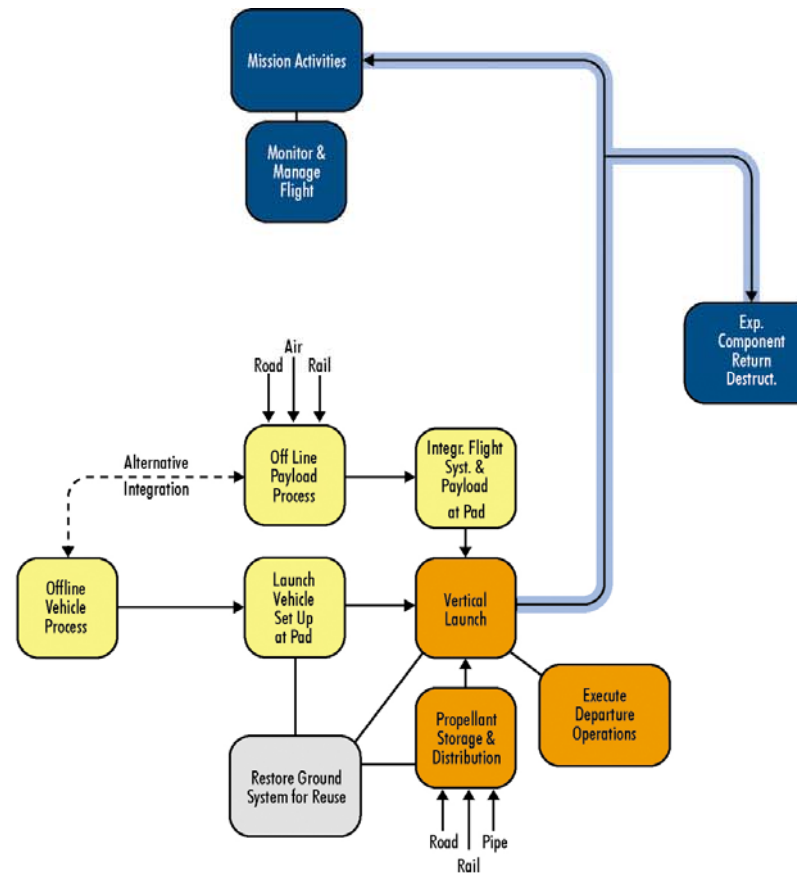 Mission Activities
Monitor &
Manage
Flight
Exp.
Component
Return
Destruct.
Air
Road
Rail
Off Line
Payload
Process
Integr. Flight
Syst. &
Payload
at Pad
Alternative
Integration
Offline
Vehicle
Process
Launch
Vehicle
Set Up
at Pad
Vertical
Launch
Execute
Departure
Operations
Propellant
Storage &
Distribution
Restore Ground
System for Reuse
Road
Rail
Pipe